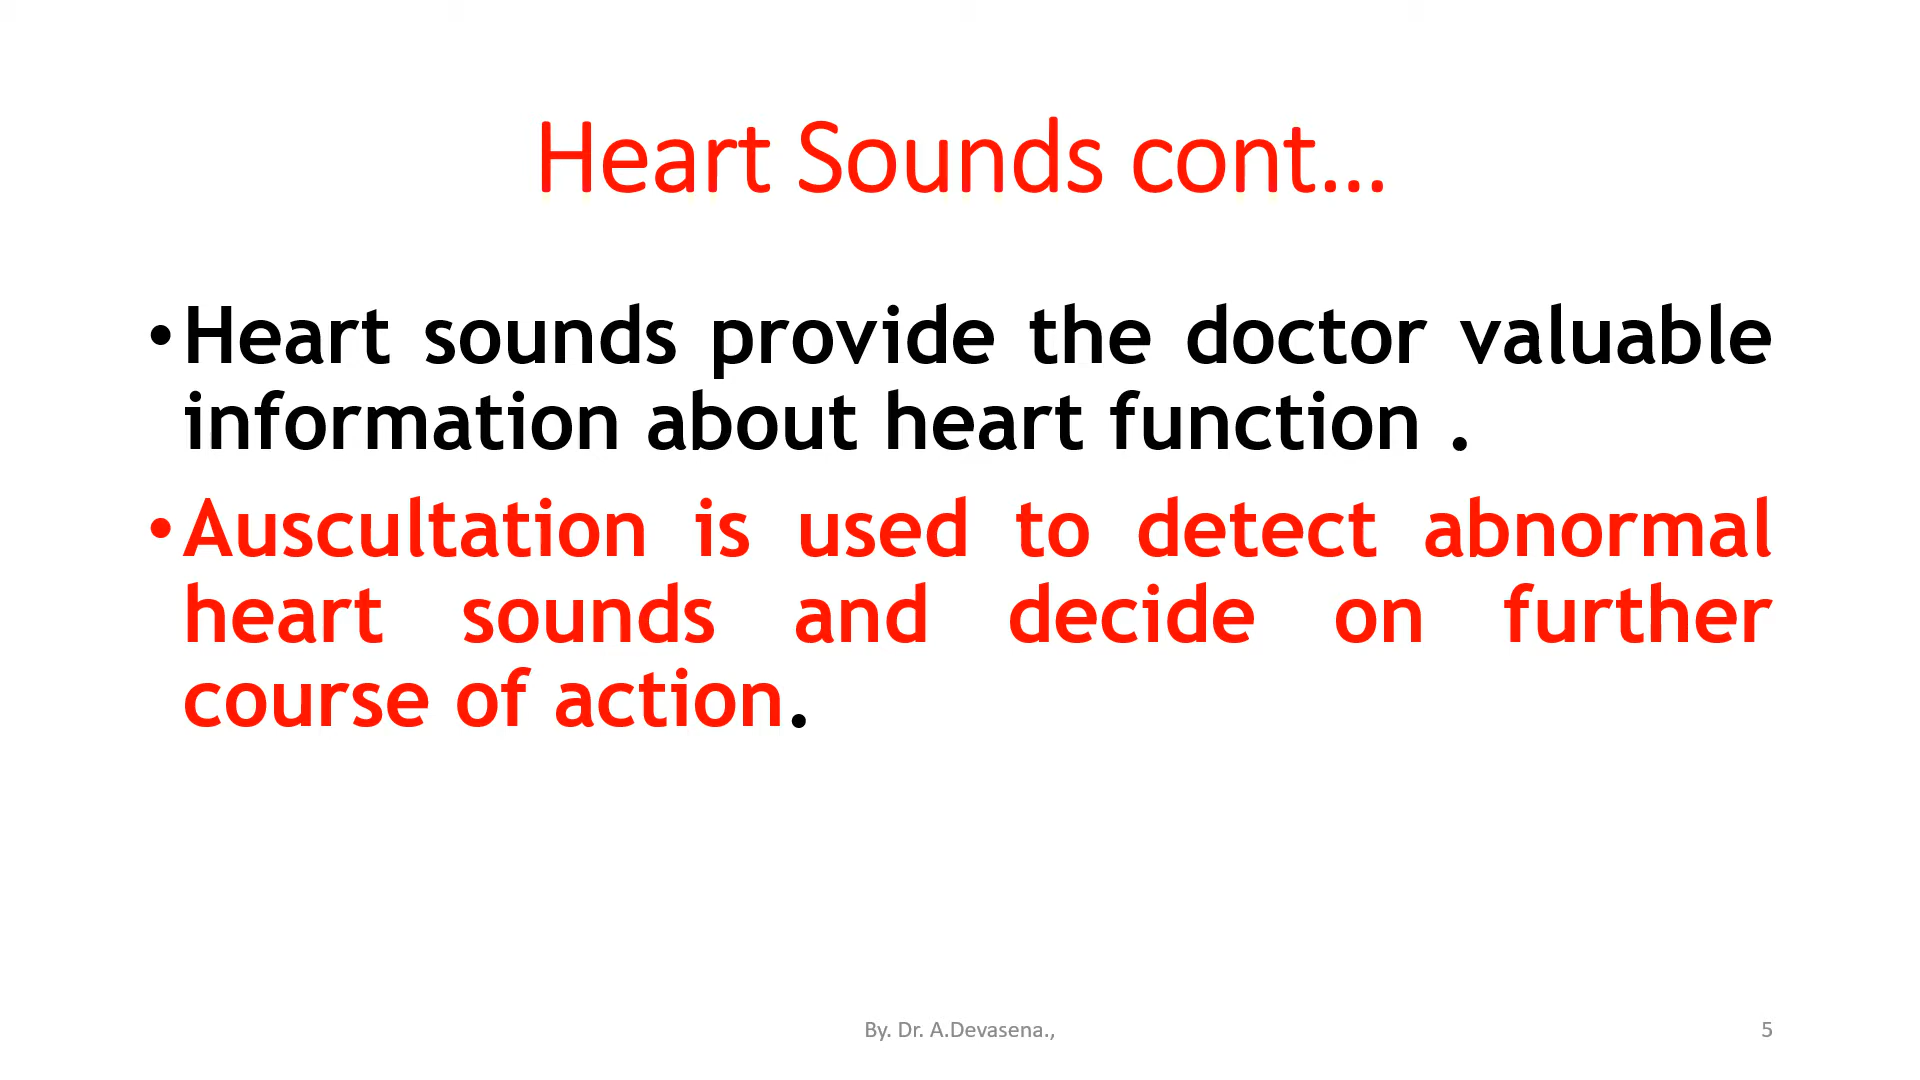 Heart Sounds cont...
•Heart sounds provide the doctor valuable
information about heart function .
•Auscultation is used to detect abnormal
heart sounds and decide on further
course of action.
By. Dr. A.Devasena.,
5